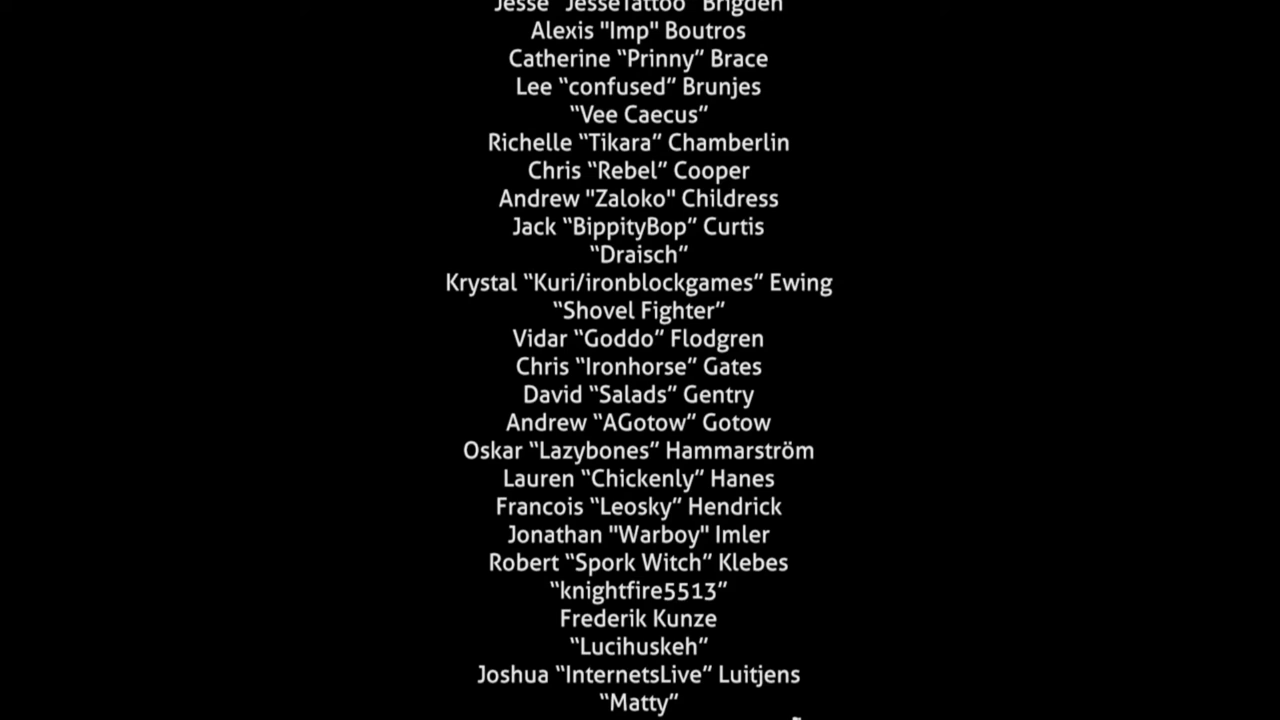 Jesse "JesseTattoo" Brigden
Alexis "Imp" Boutros
Catherine “Prinny” Brace
Lee “confused” Brunjes
“Vee Caecus”
Richelle “Tikara” Chamberlin
Chris “Rebel” Cooper
Andrew "Zaloko" Childress
Jack “BippityBop” Curtis
“Draisch”
Krystal “Kuri/ironblockgames” Ewing
“Shovel Fighter”
Vidar “Goddo” Flodgren
Chris “Ironhorse” Gates
David “Salads” Gentry
Andrew “AGotow” Gotow
Oskar “Lazybones” Hammarström
Lauren “Chickenly” Hanes
Francois “Leosky” Hendrick
Jonathan "Warboy" Imler
Robert “Spork Witch” Klebes
“knightfire5513”
Frederik Kunze
“Lucihuskeh”
Joshua “InternetsLive” Luitjens
“Matty”